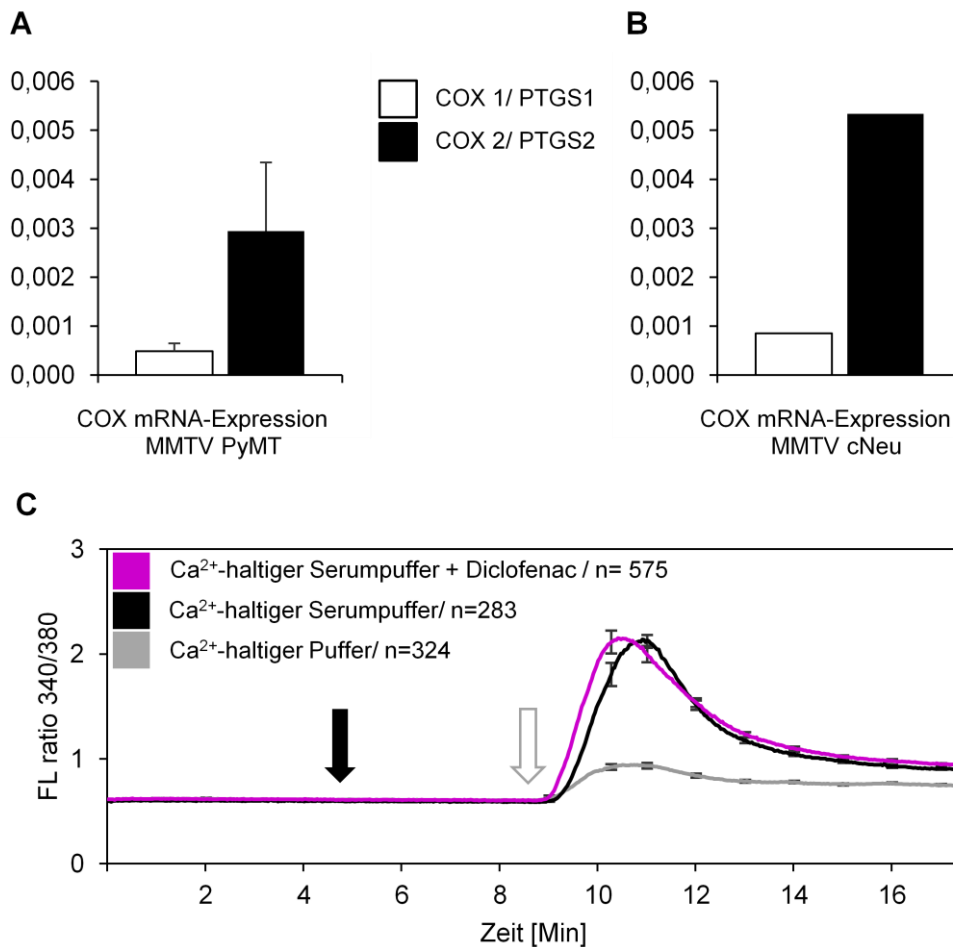 A
0,006
0,005
0,004
0,003
0,002
0,001
0,000
COX mRNA-Expression
MMTV PyMT
COX 1/ PTGS1
COX 2/ PTGS2
B
0,006
0,005
0,004
0,003
0,002
0,001
0,000
COX mRNA-Expression
MMTV cNeu
C
FL ratio 340/380
3
2
1
0
Ca²⁺-haltiger Serumpuffer + Diclofenac / n= 575
Ca²⁺-haltiger Serumpuffer/ n=283
Ca²⁺-haltiger Puffer/ n=324
2 4 6 8 10 12 14 16
Zeit [Min]